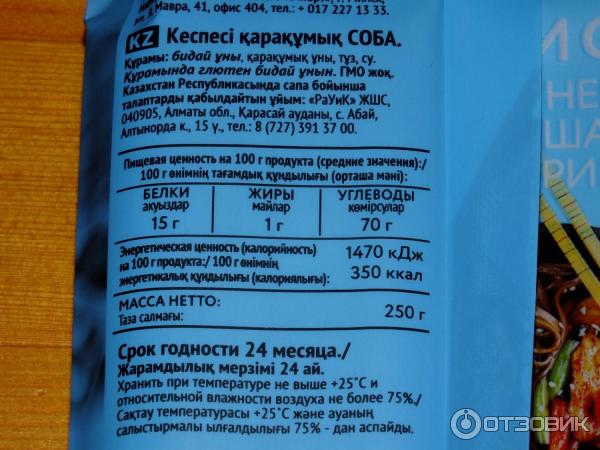 Мавра, 41, офис 404, тел.: + 017 227 13 33.
KZ Кеспесі қарақұмық СОБА.
Құрамы: бидай ұны, қарақұмық ұны, тұз, су.
Құрамында глютен бидай ұнын. ГМО жоқ.
Казахстан Республикасында сапа бойынша
талаптарды қабылдайтын ұйым: «РаУиК» ЖШС,
040905, Алматы обл., Қарасай ауданы, с. Абай,
Алтынорда к., 15 ү., тел.: 8 (727) 391 37 00.
Пищевая ценность на 100 г продукта (средние значения):/
100 г өнімнің тағамдық құндылығы (орташа мәні):
БЕЛКИ ЖИРЫ УГЛЕВОДЫ
ақуыздар майлар көмірсулар
15 г 1 г 70 г
Энергетическая ценность (калорийность)
на 100 г продукта:/ 100 г өнімнің
энергетикалық құндылығы (калориялығы):
1470 кДж
350 ккал
МАССА НЕТТО:
Таза салмағы:
250 г
Срок годности 24 месяца./
Жарамдылық мерзімі 24 ай.
Хранить при температуре не выше +25°С и
относительной влажности воздуха не более 75%./
Сақтау температурасы +25°С және ауаның
салыстырмалы ылғалдылығы 75% - дан аспайды.
НЕ
ША
РИ
ОТЗОВИК